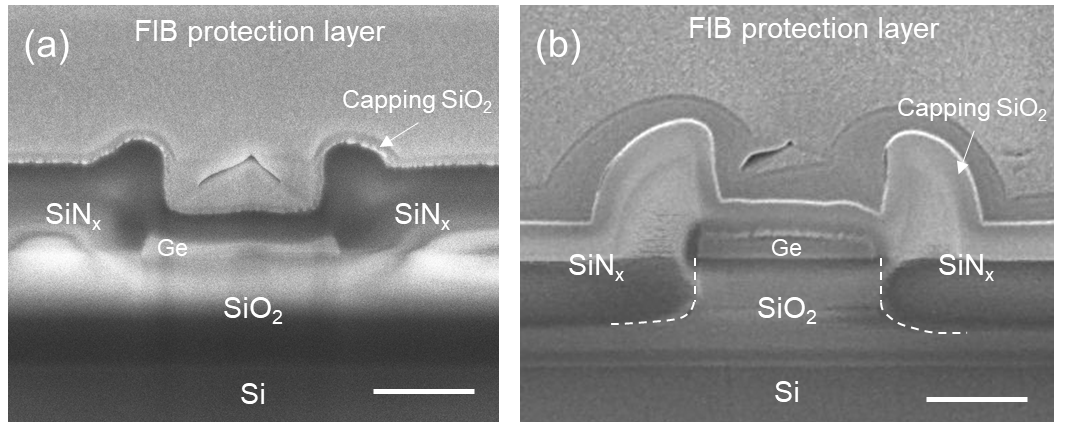 (a)
FIB protection layer
Capping SiO₂
SiNₓ
SiNₓ
Ge
SiO₂
Si
(b)
FIB protection layer
Capping SiO₂
SiNₓ
SiNₓ
Ge
SiO₂
Si